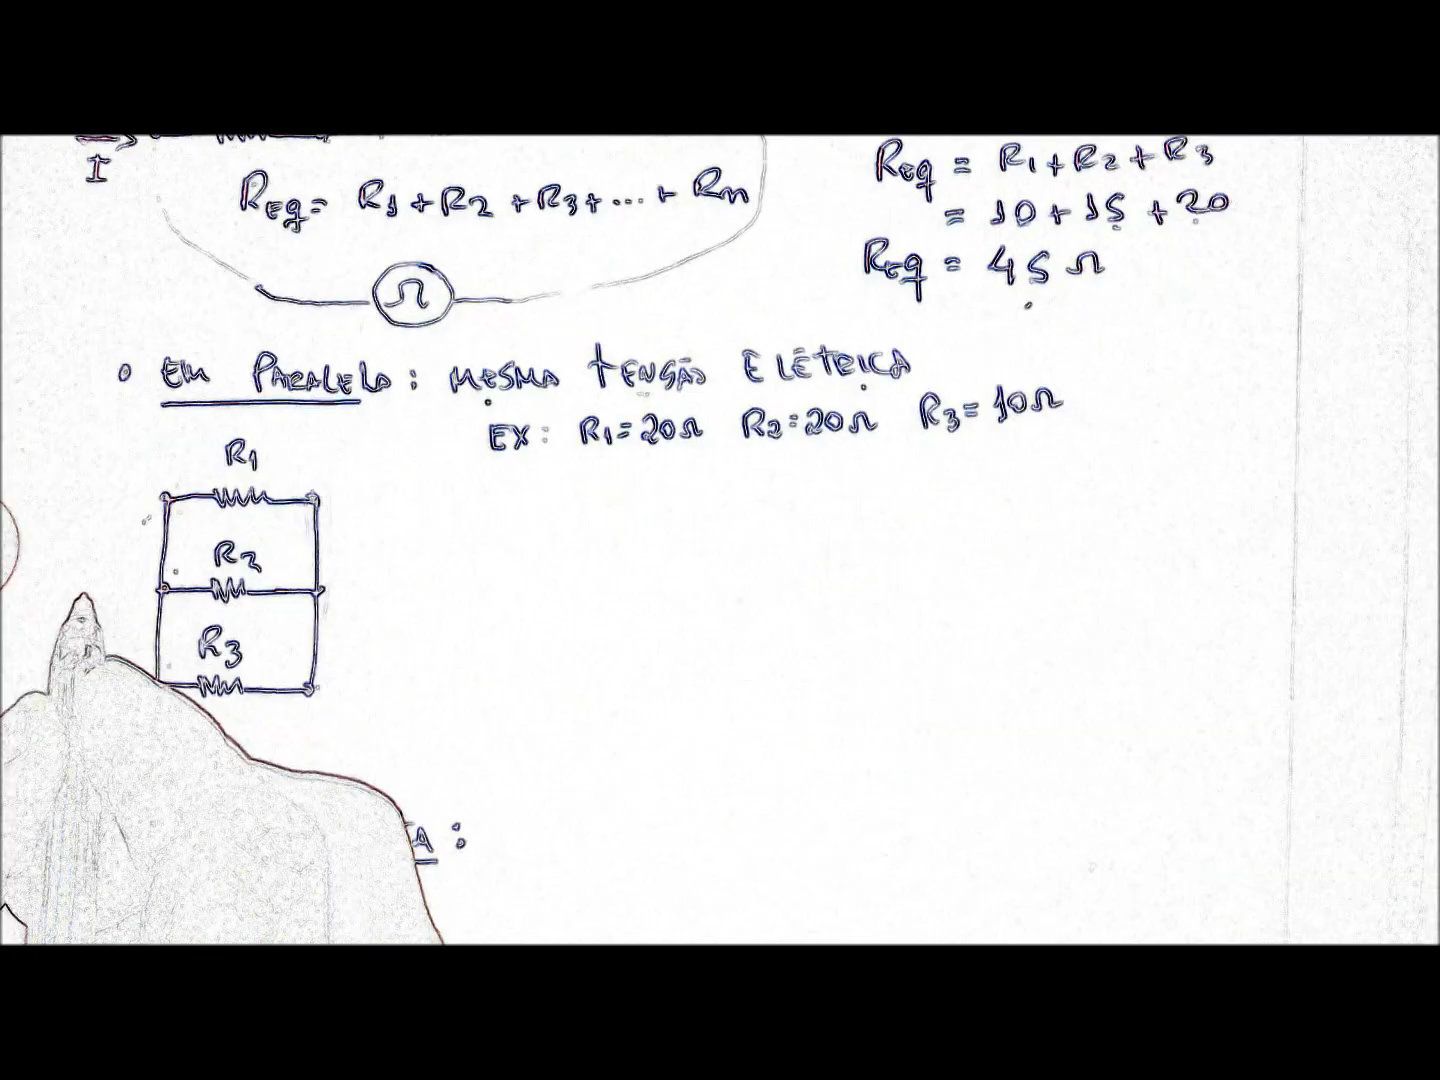 I
REq = R1 + R2 + R3 + ... + Rn
Ω
REq = R1 + R2 + R3
= 10 + 15 + 20
REq = 45 Ω
EM PARALELO: MESMA TENSÃO ELÉTRICA
EX: R1 = 20Ω R2 = 20Ω R3 = 10Ω
R1
R2
R3
A :